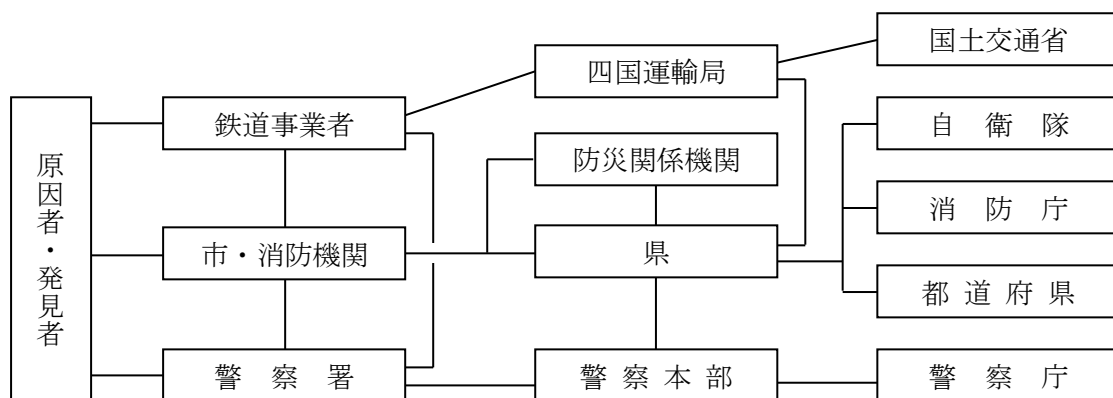 国土交通省
四国運輸局
鉄道事業者
自衛隊
原因者・発見者
防災関係機関
消防庁
市・消防機関
県
都道府県
警察署
警察本部
警察庁